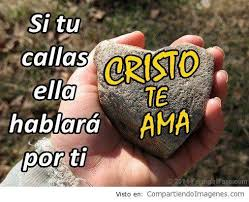 Si tu
callas
ella
hablará
por ti
CRISTO
TE
AMA
Visto en: CompartiendoImagenes.com